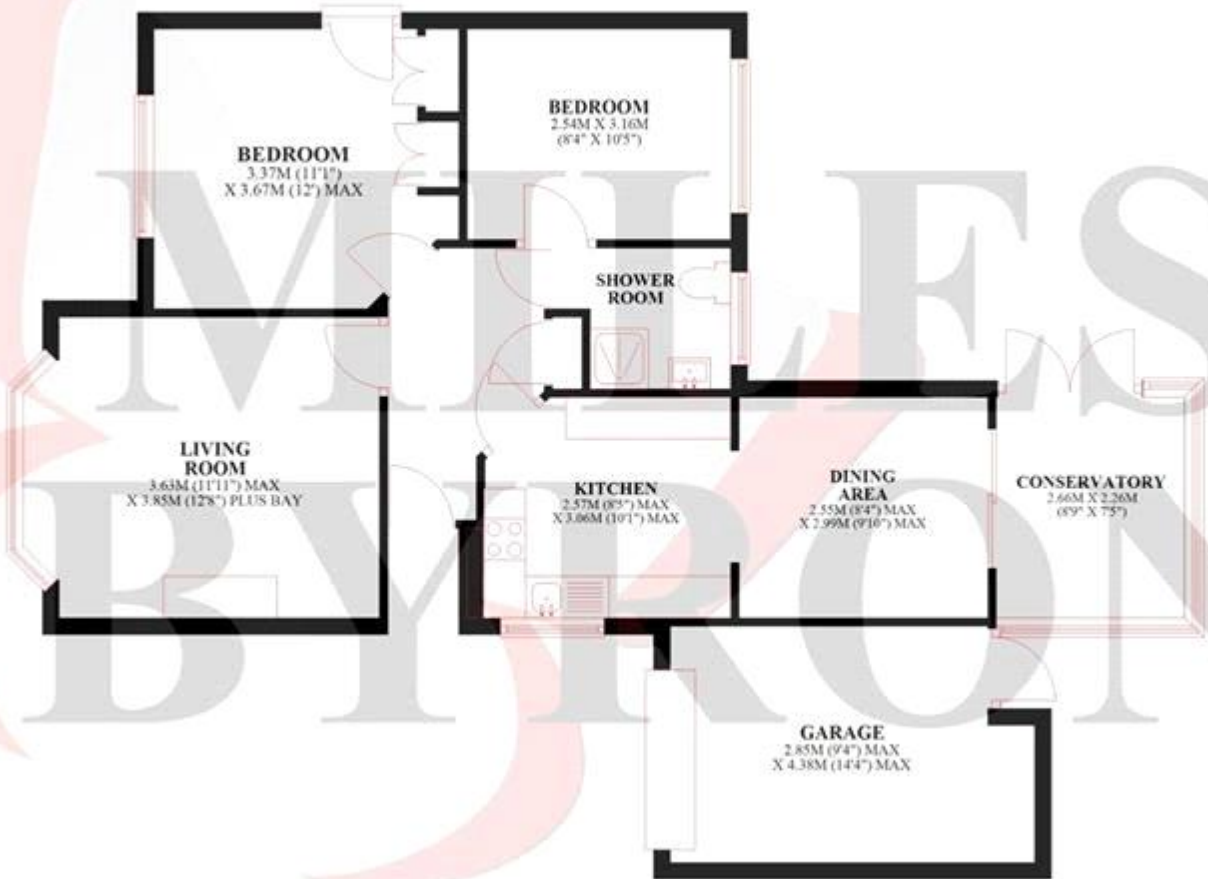 BEDROOM
3.37M (11'1")
X 3.67M (12') MAX
BEDROOM
2.54M X 3.16M
(8'4" X 10'5")
SHOWER
ROOM
LIVING
ROOM
3.63M (11'11") MAX
X 3.85M (12'8") PLUS BAY
KITCHEN
2.57M (8'5") MAX
X 3.06M (10'1") MAX
DINING
AREA
2.55M (8'4") MAX
X 2.99M (9'10") MAX
CONSERVATORY
2.66M X 2.26M
(8'9" X 7'5")
GARAGE
2.85M (9'4") MAX
X 4.38M (14'4") MAX
MILES
BYRON